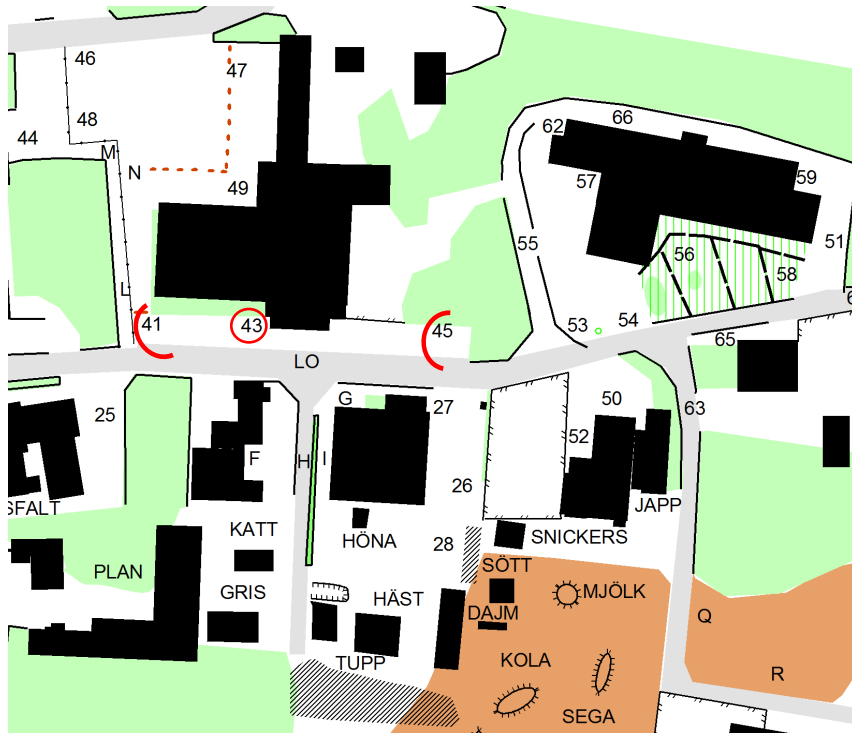 46
47
48
44
M
N
49
62
66
57
59
55
51
56
58
L
41
43
45
53
54
65
6
LO
25
G
27
50
63
52
F
H
I
26
SFALT
KATT
HÖNA
28
SNICKERS
JAPP
SÖTT
PLAN
GRIS
HÄST
MJÖLK
DAJM
Q
TUPP
KOLA
R
SEGA